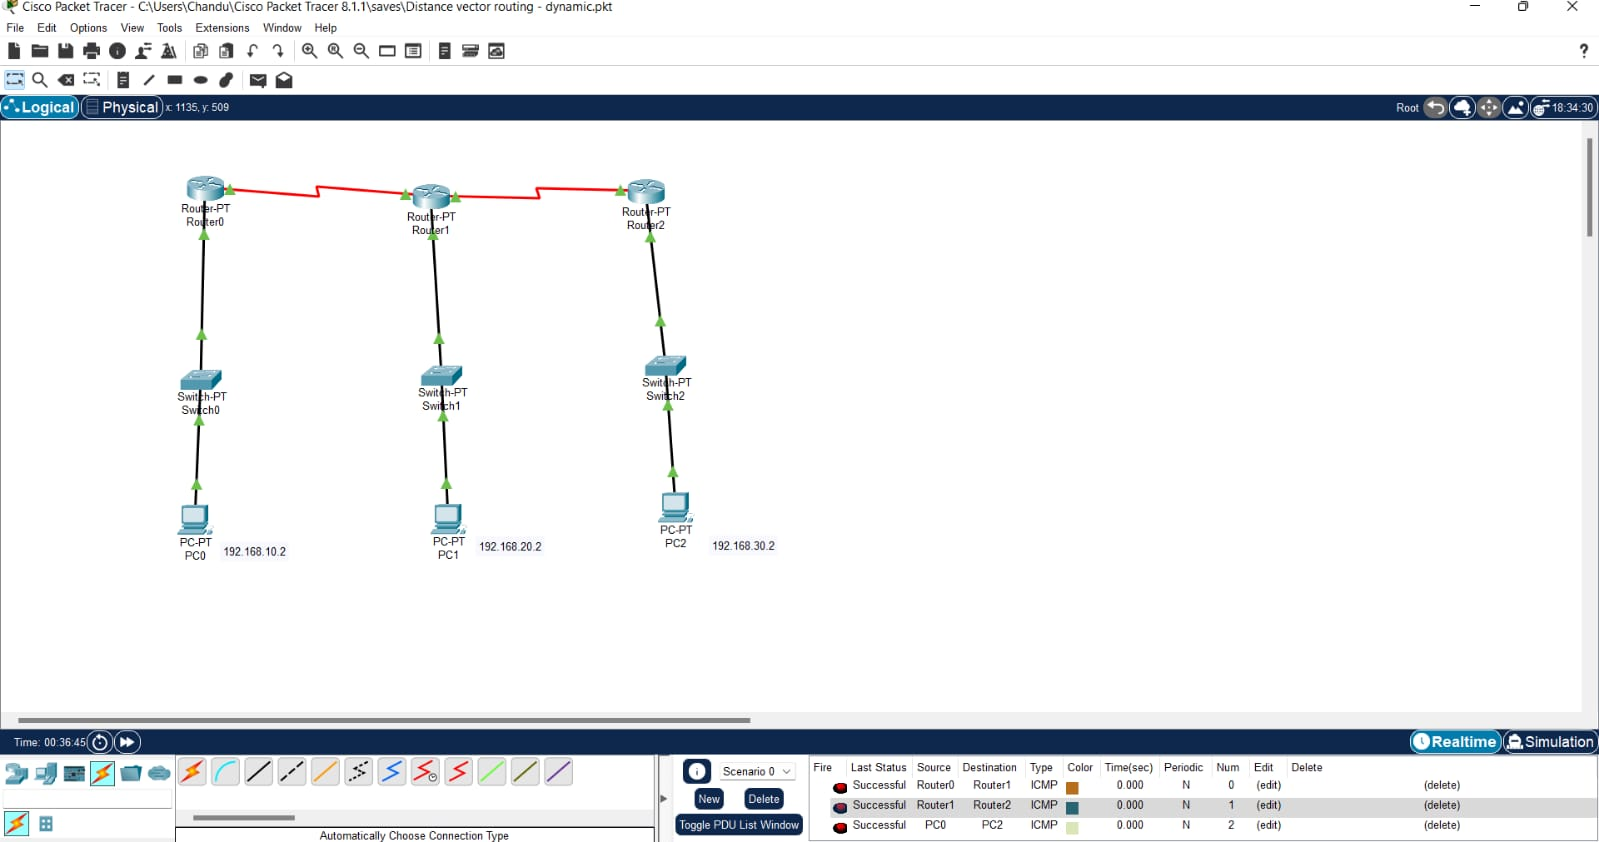 Cisco Packet Tracer - C:\Users\Chandu\Cisco Packet Tracer 8.1.1\saves\Distance vector routing - dynamic.pkt
File Edit Options View Tools Extensions Window Help
?
Logical Physical x: 1135, y: 509 Root 18:34:30
Router-PT
Router0
Router-PT
Router1
Router-PT
Router2
Switch-PT
Switch0
Switch-PT
Switch1
Switch-PT
Switch2
PC-PT
PC0
192.168.10.2
PC-PT
PC1
192.168.20.2
PC-PT
PC2
192.168.30.2
Time: 00:36:45 Realtime Simulation
Scenario 0
New Delete
Toggle PDU List Window
Automatically Choose Connection Type
Fire Last Status Source Destination Type Color Time(sec) Periodic Num Edit Delete
Successful Router0 Router1 ICMP 0.000 N 0 (edit) (delete)
Successful Router1 Router2 ICMP 0.000 N 1 (edit) (delete)
Successful PC0 PC2 ICMP 0.000 N 2 (edit) (delete)